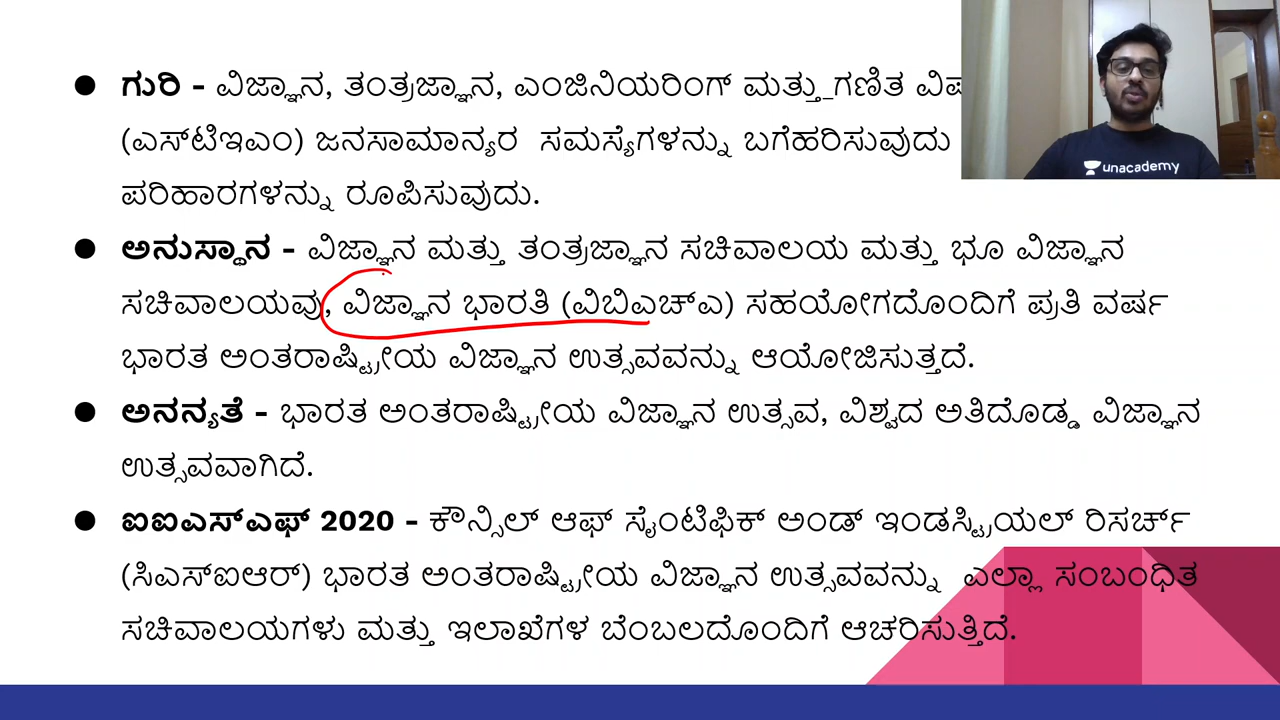 ● ಗುರಿ - ವಿಜ್ಞಾನ, ತಂತ್ರಜ್ಞಾನ, ಎಂಜಿನಿಯರಿಂಗ್ ಮತ್ತು ಗಣಿತ
(ಎಸ್‌ಟಿಇಎಂ) ಜನಸಾಮಾನ್ಯರ ಸಮಸ್ಯೆಗಳನ್ನು ಬಗೆಹರಿಸುವುದು
ಪರಿಹಾರಗಳನ್ನು ರೂಪಿಸುವುದು.
● ಅನುಸ್ಥಾನ - ವಿಜ್ಞಾನ ಮತ್ತು ತಂತ್ರಜ್ಞಾನ ಸಚಿವಾಲಯ ಮತ್ತು ಭೂ ವಿಜ್ಞಾನ
ಸಚಿವಾಲಯವು, ವಿಜ್ಞಾನ ಭಾರತಿ (ವಿಬಿಎಚ್‌ಎ) ಸಹಯೋಗದೊಂದಿಗೆ ಪ್ರತಿ ವರ್ಷ
ಭಾರತ ಅಂತರಾಷ್ಟ್ರೀಯ ವಿಜ್ಞಾನ ಉತ್ಸವವನ್ನು ಆಯೋಜಿಸುತ್ತದೆ.
● ಅನನ್ಯತೆ - ಭಾರತ ಅಂತರಾಷ್ಟ್ರೀಯ ವಿಜ್ಞಾನ ಉತ್ಸವ, ವಿಶ್ವದ ಅತಿದೊಡ್ಡ ವಿಜ್ಞಾನ
ಉತ್ಸವವಾಗಿದೆ.
● ಐಐಎಸ್‌ಎಫ್ 2020 - ಕೌನ್ಸಿಲ್ ಆಫ್ ಸೈಂಟಿಫಿಕ್ ಅಂಡ್ ಇಂಡಸ್ಟ್ರಿಯಲ್ ರಿಸರ್ಚ್
(ಸಿಎಸ್‌ಐಆರ್) ಭಾರತ ಅಂತರಾಷ್ಟ್ರೀಯ ವಿಜ್ಞಾನ ಉತ್ಸವವನ್ನು ಎಲ್ಲಾ ಸಂಬಂಧಿತ
ಸಚಿವಾಲಯಗಳು ಮತ್ತು ಇಲಾಖೆಗಳ ಬೆಂಬಲದೊಂದಿಗೆ ಆಚರಿಸುತ್ತಿದೆ.
unacademy